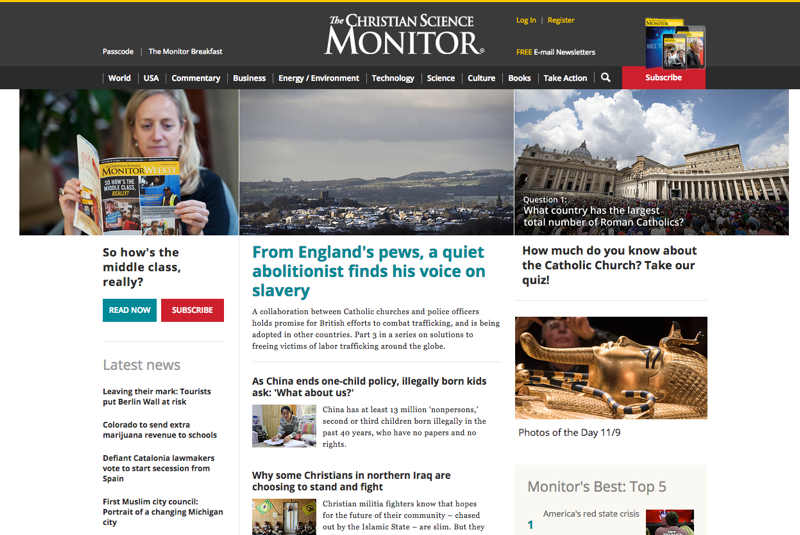 The CHRISTIAN SCIENCE
MONITOR
Log In | Register
Passcode | The Monitor Breakfast
FREE E-mail Newsletters
World | USA | Commentary | Business | Energy / Environment | Technology | Science | Culture | Books | Take Action
Subscribe
MONITOR WEEKLY
SO HOW'S THE
MIDDLE CLASS,
REALLY?
Question 1:
What country has the largest
total number of Roman Catholics?
So how's the
middle class,
really?
READ NOW
SUBSCRIBE
Latest news
Leaving their mark: Tourists
put Berlin Wall at risk
Colorado to send extra
marijuana revenue to schools
Defiant Catalonia lawmakers
vote to start secession from
Spain
First Muslim city council:
Portrait of a changing Michigan
city
From England's pews, a quiet
abolitionist finds his voice on
slavery
A collaboration between Catholic churches and police officers
holds promise for British efforts to combat trafficking, and is being
adopted in other countries. Part 3 in a series on solutions to
freeing victims of labor trafficking around the globe.
As China ends one-child policy, illegally born kids
ask: 'What about us?'
China has at least 13 million 'nonpersons,'
second or third children born illegally in the
past 40 years, who have no papers and no
rights.
Why some Christians in northern Iraq are
choosing to stand and fight
Christian militia fighters know that hopes
for the future of their community – chased
out by the Islamic State – are slim. But they
How much do you know about
the Catholic Church? Take our
quiz!
Photos of the Day 11/9
Monitor's Best: Top 5
1
America's red state crisis